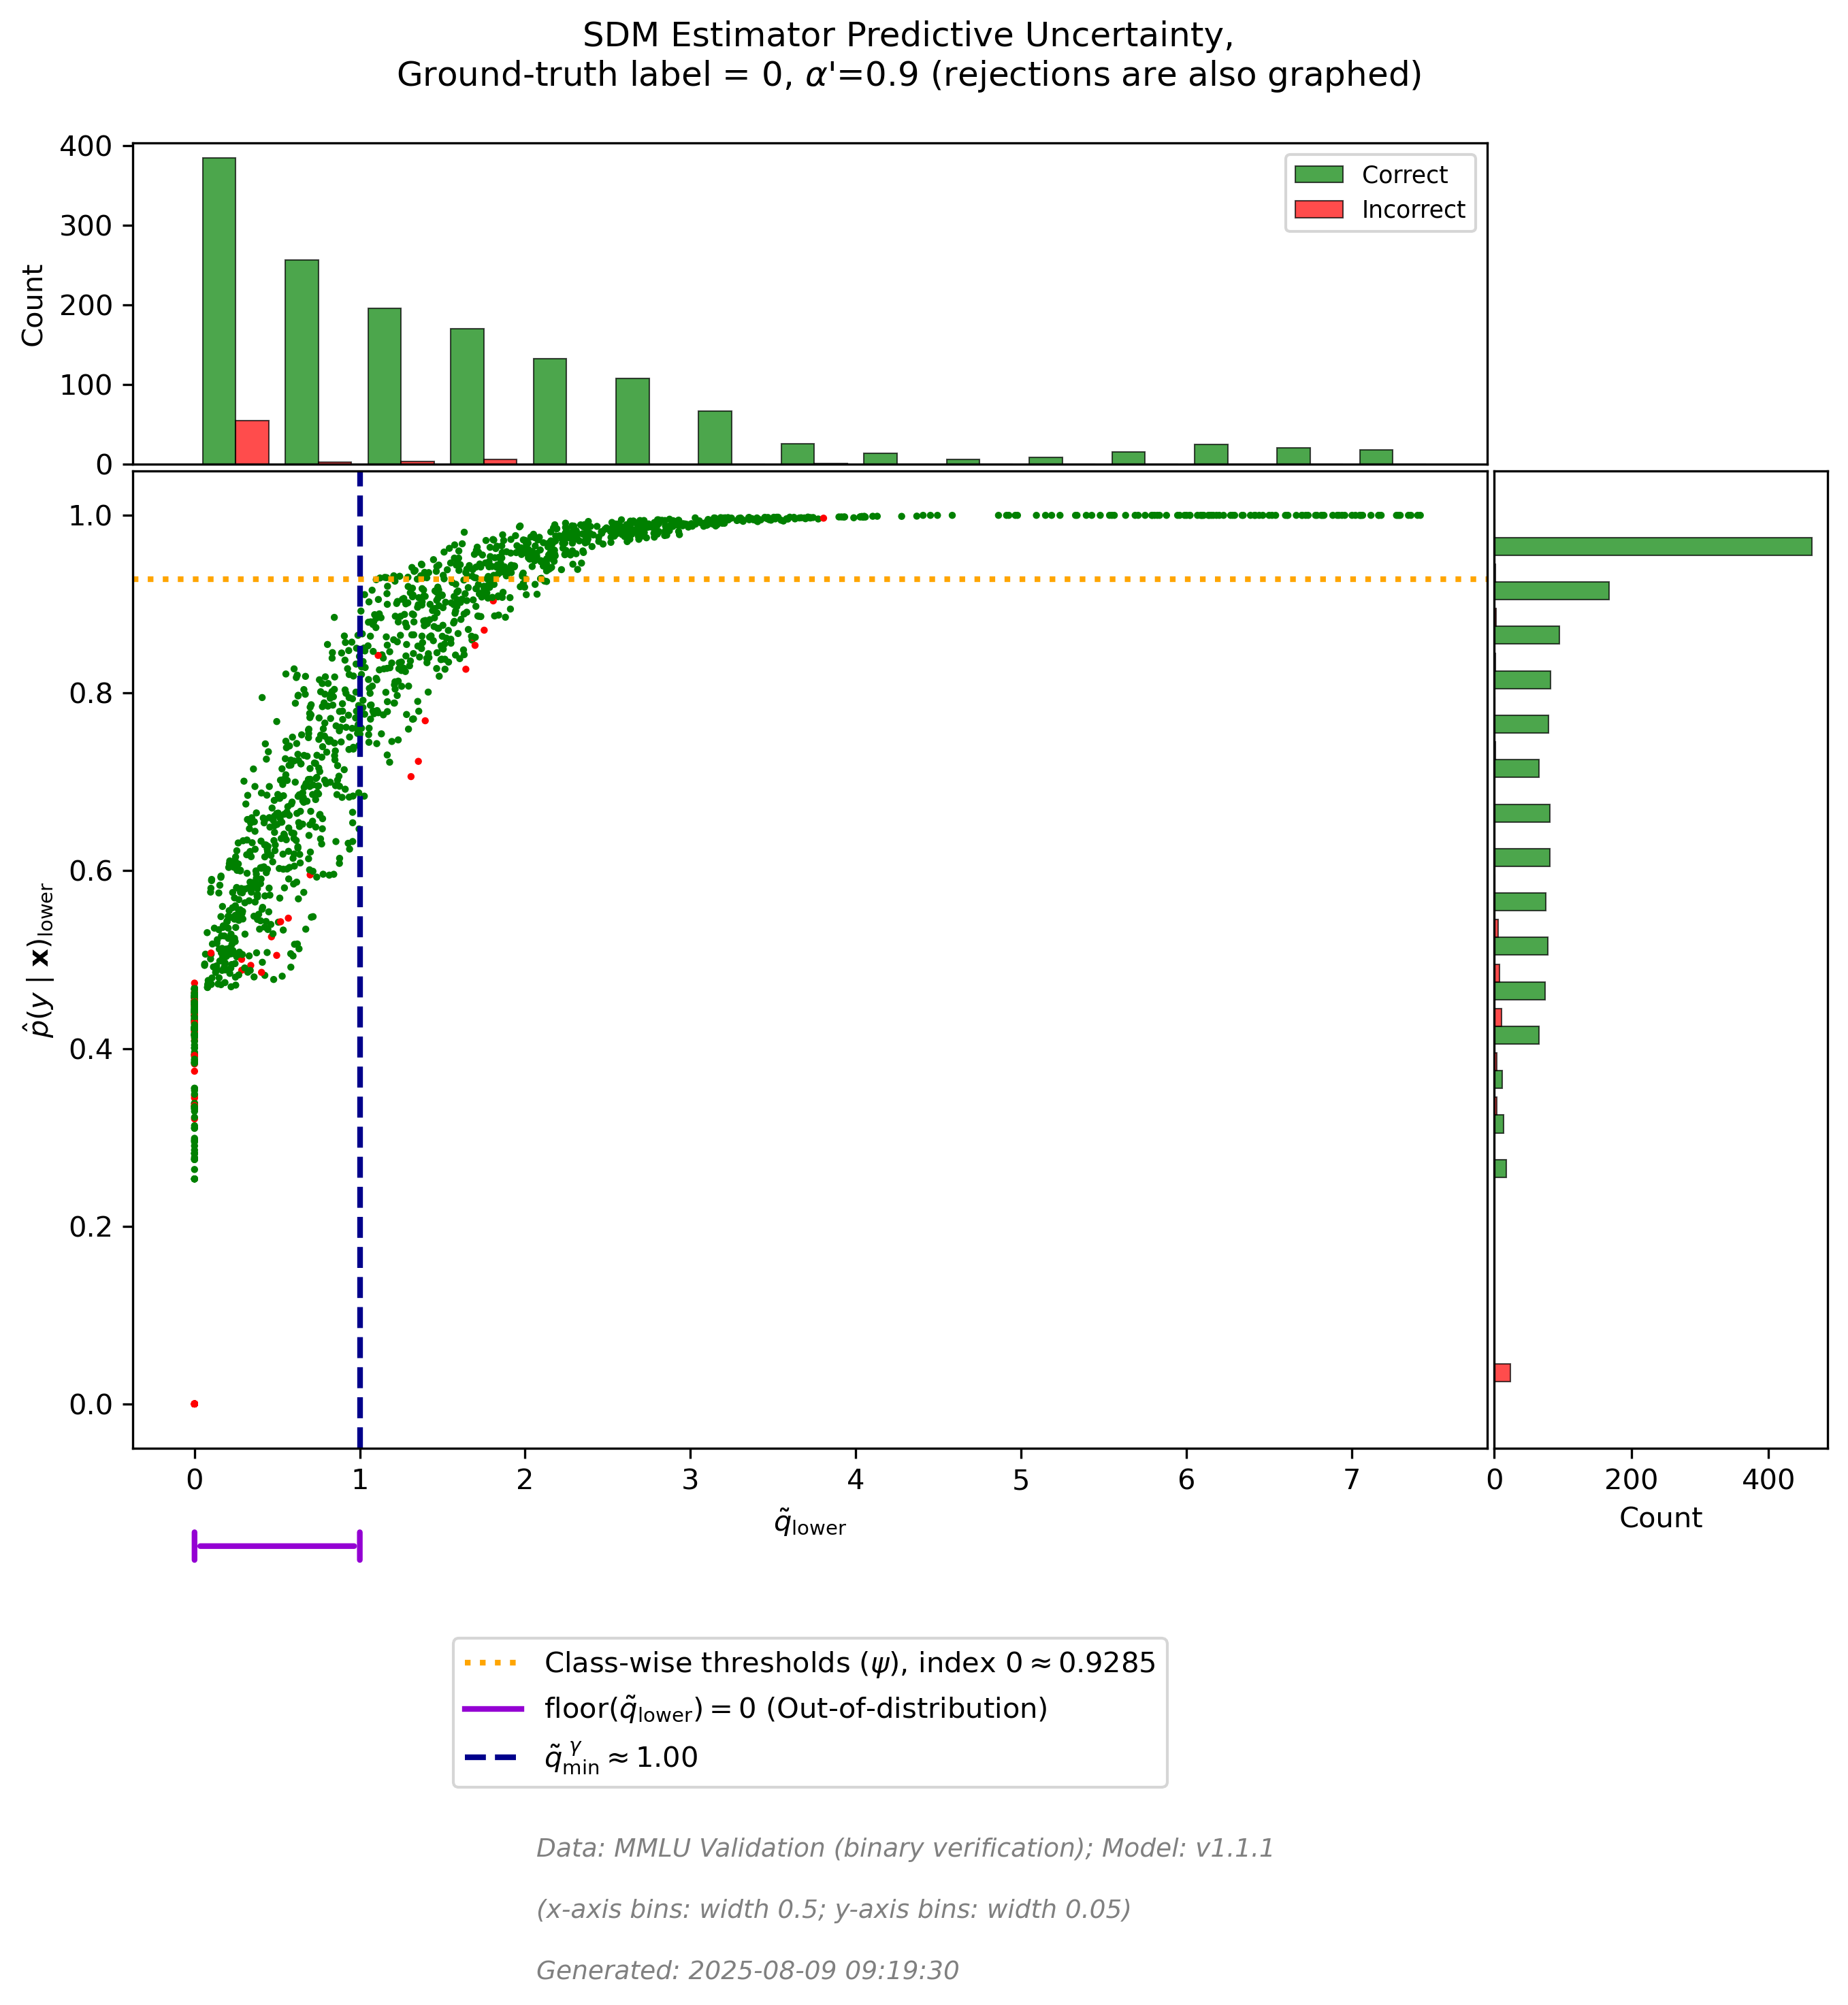 SDM Estimator Predictive Uncertainty,
Ground-truth label = 0, α'=0.9 (rejections are also graphed)
400
300
200
100
0
Count
Correct
Incorrect
1.0
0.8
0.6
0.4
0.2
0.0
p̂(y | x)lower
0 1 2 3 4 5 6 7
q̃lower
0 200 400
Count
Class-wise thresholds (ψ), index 0 ≈ 0.9285
floor(q̃lower) = 0 (Out-of-distribution)
q̃γmin ≈ 1.00
Data: MMLU Validation (binary verification); Model: v1.1.1
(x-axis bins: width 0.5; y-axis bins: width 0.05)
Generated: 2025-08-09 09:19:30